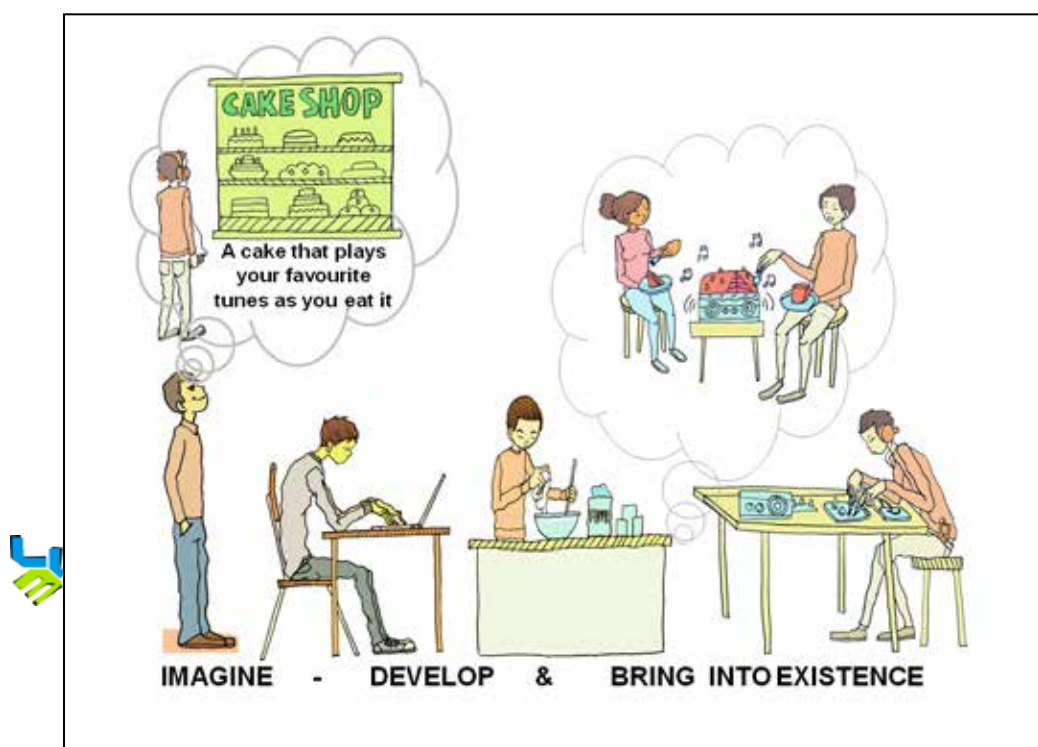 CAKE SHOP
A cake that plays
your favourite
tunes as you eat it
IMAGINE - DEVELOP & BRING INTO EXISTENCE